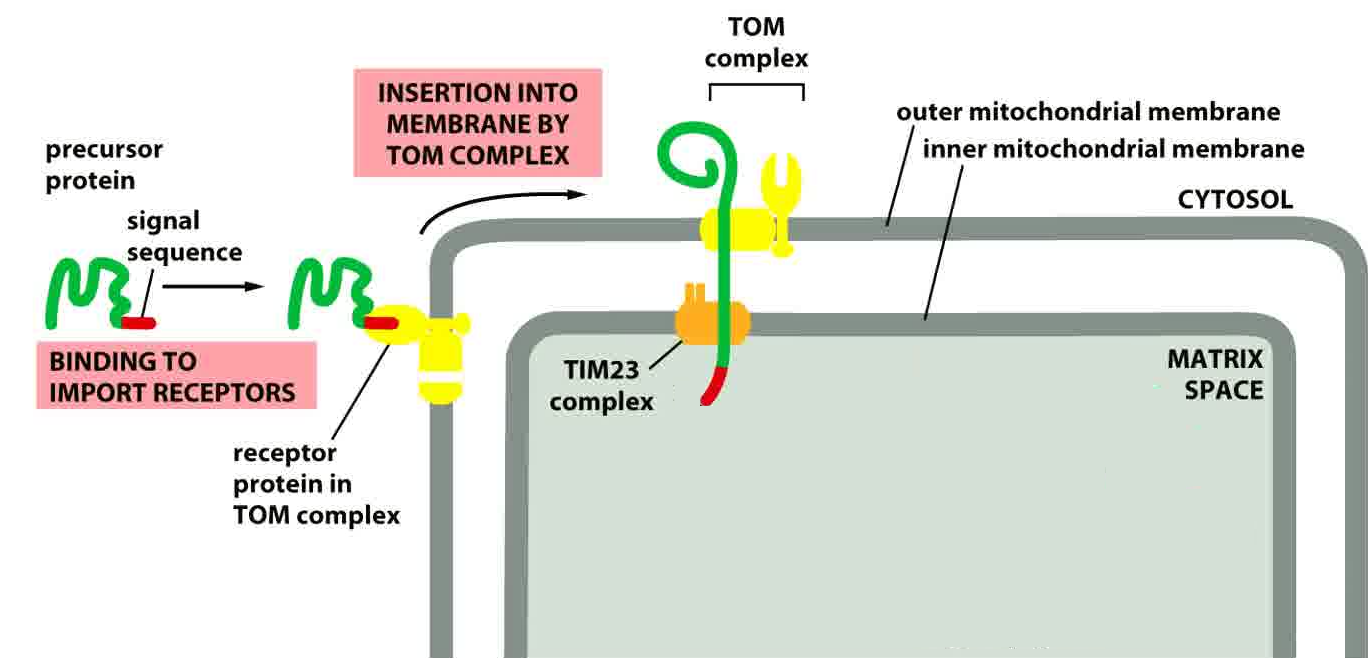 TOM
complex
INSERTION INTO
MEMBRANE BY
TOM COMPLEX
outer mitochondrial membrane
inner mitochondrial membrane
precursor
protein
CYTOSOL
signal
sequence
BINDING TO
IMPORT RECEPTORS
TIM23
complex
MATRIX
SPACE
receptor
protein in
TOM complex